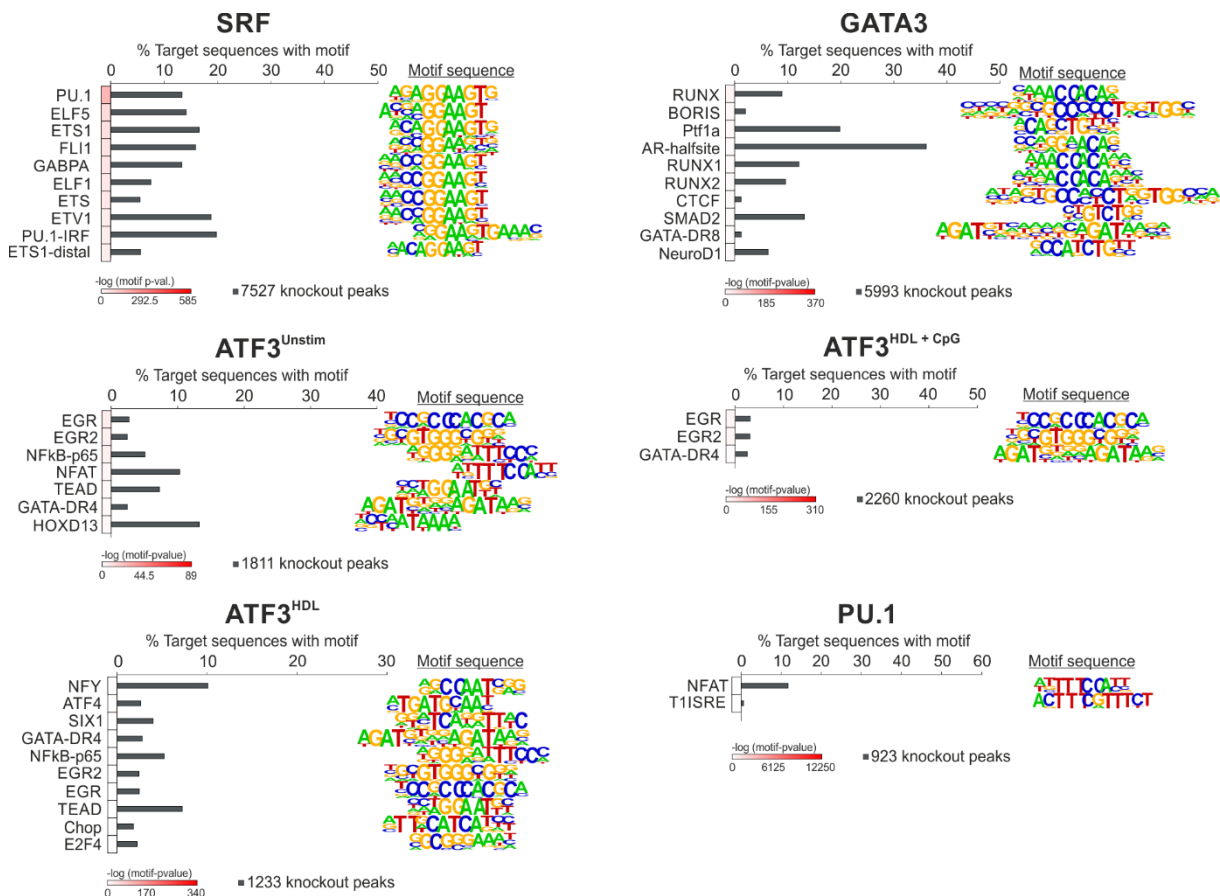 SRF
% Target sequences with motif
0 10 20 30 40 50
Motif sequence
PU.1
ELF5
ETS1
FLI1
GABPA
ELF1
ETS
ETV1
PU.1-IRF
ETS1-distal
-log (motif p-val.)
0 292.5 585
7527 knockout peaks
GATA3
% Target sequences with motif
0 10 20 30 40 50
Motif sequence
RUNX
BORIS
Ptf1a
AR-halfsite
RUNX1
RUNX2
CTCF
SMAD2
GATA-DR8
NeuroD1
-log (motif-pvalue)
0 185 370
5993 knockout peaks
ATF3 Unstim
% Target sequences with motif
0 10 20 30 40
Motif sequence
EGR
EGR2
NFkB-p65
NFAT
TEAD
GATA-DR4
HOXD13
-log (motif-pvalue)
0 44.5 89
1811 knockout peaks
ATF3 HDL + CpG
% Target sequences with motif
0 10 20 30 40 50
Motif sequence
EGR
EGR2
GATA-DR4
-log (motif-pvalue)
0 155 310
2260 knockout peaks
ATF3 HDL
% Target sequences with motif
0 10 20 30
Motif sequence
NFY
ATF4
SIX1
GATA-DR4
NFkB-p65
EGR2
EGR
TEAD
Chop
E2F4
-log (motif-pvalue)
0 170 340
1233 knockout peaks
PU.1
% Target sequences with motif
0 10 20 30 40 50 60
Motif sequence
NFAT
T1ISRE
-log (motif-pvalue)
0 6125 12250
923 knockout peaks